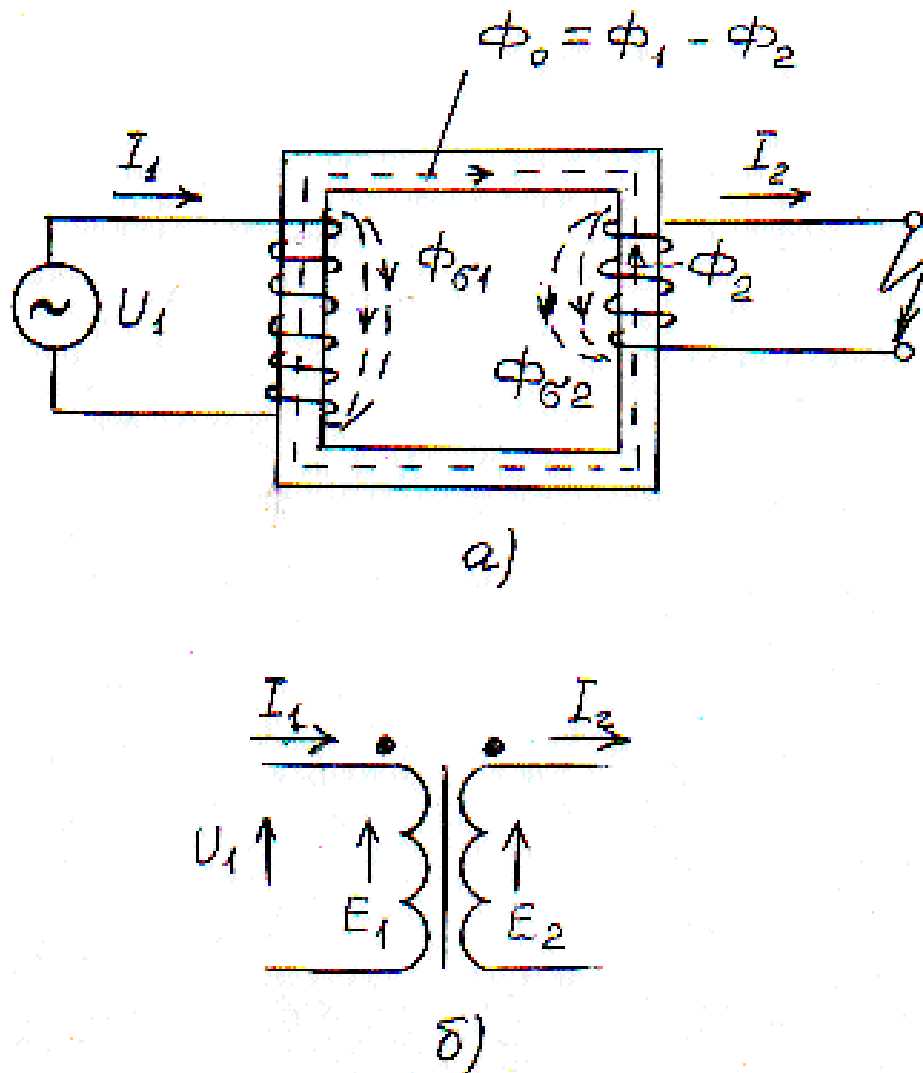 Φ₀ = Φ₁ - Φ₂
I₁ I₂
~ U₁ Φσ1 Φ₂
Φσ2
а)
I₁ I₂
U₁ E₁ E₂
б)